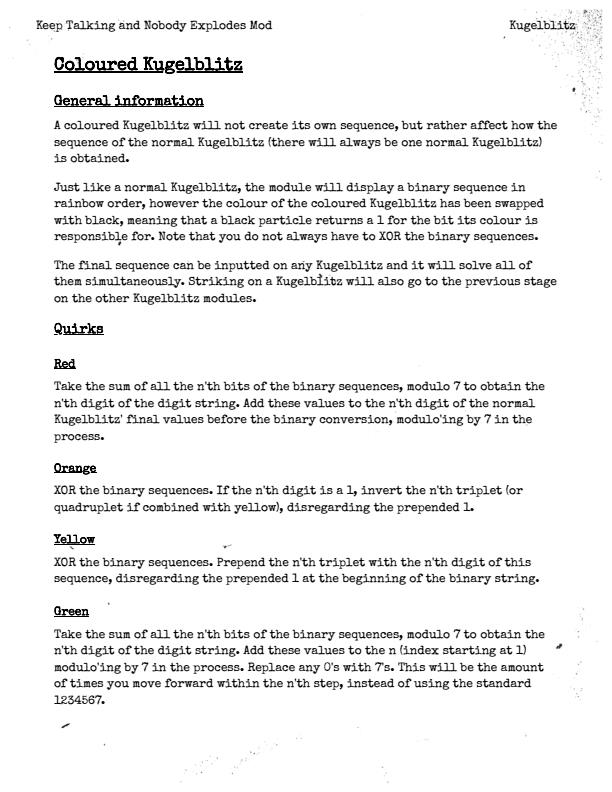 Keep Talking and Nobody Explodes Mod
Kugelblitz
Coloured Kugelblitz
General information
A coloured Kugelblitz will not create its own sequence, but rather affect how the
sequence of the normal Kugelblitz (there will always be one normal Kugelblitz)
is obtained.
Just like a normal Kugelblitz, the module will display a binary sequence in
rainbow order, however the colour of the coloured Kugelblitz has been swapped
with black, meaning that a black particle returns a 1 for the bit its colour is
responsible for. Note that you do not always have to XOR the binary sequences.
The final sequence can be inputted on any Kugelblitz and it will solve all of
them simultaneously. Striking on a Kugelblitz will also go to the previous stage
on the other Kugelblitz modules.
Quirks
Red
Take the sum of all the n'th bits of the binary sequences, modulo 7 to obtain the
n'th digit of the digit string. Add these values to the n'th digit of the normal
Kugelblitz' final values before the binary conversion, modulo'ing by 7 in the
process.
Orange
XOR the binary sequences. If the n'th digit is a 1, invert the n'th triplet (or
quadruplet if combined with yellow), disregarding the prepended 1.
Yellow
XOR the binary sequences. Prepend the n'th triplet with the n'th digit of this
sequence, disregarding the prepended 1 at the beginning of the binary string.
Green
Take the sum of all the n'th bits of the binary sequences, modulo 7 to obtain the
n'th digit of the digit string. Add these values to the n (index starting at 1)
modulo'ing by 7 in the process. Replace any 0's with 7's. This will be the amount
of times you move forward within the n'th step, instead of using the standard
1234567.